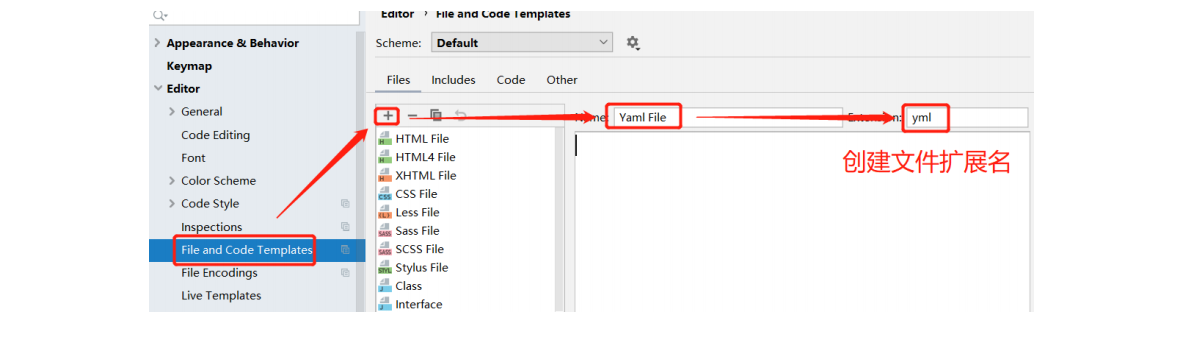 Editor › File and Code Templates
Appearance & Behavior
Keymap
Editor
General
Code Editing
Font
Color Scheme
Code Style
Inspections
File and Code Templates
File Encodings
Live Templates
Scheme: Default
Files Includes Code Other
Name: Yaml File Extension: yml
HTML File
HTML4 File
XHTML File
CSS File
Less File
Sass File
SCSS File
Stylus File
Class
Interface
创建文件扩展名